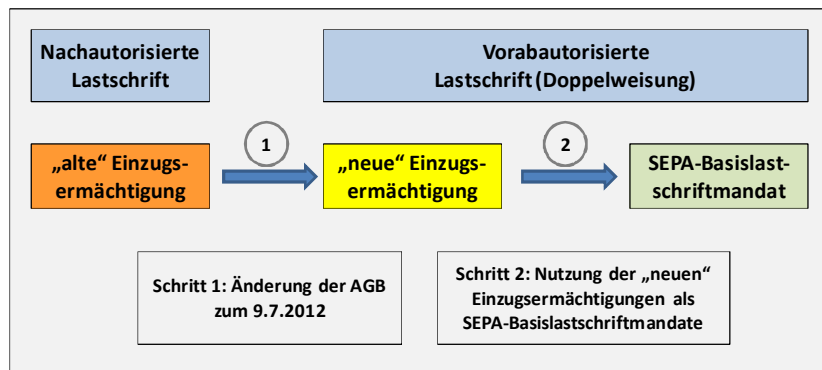 Nachautorisierte
Lastschrift
Vorabautorisierte
Lastschrift (Doppelweisung)
1
2
„alte“ Einzugs-
ermächtigung
„neue“ Einzugs-
ermächtigung
SEPA-Basislast-
schriftmandat
Schritt 1: Änderung der AGB
zum 9.7.2012
Schritt 2: Nutzung der „neuen“
Einzugsermächtigungen als
SEPA-Basislastschriftmandate